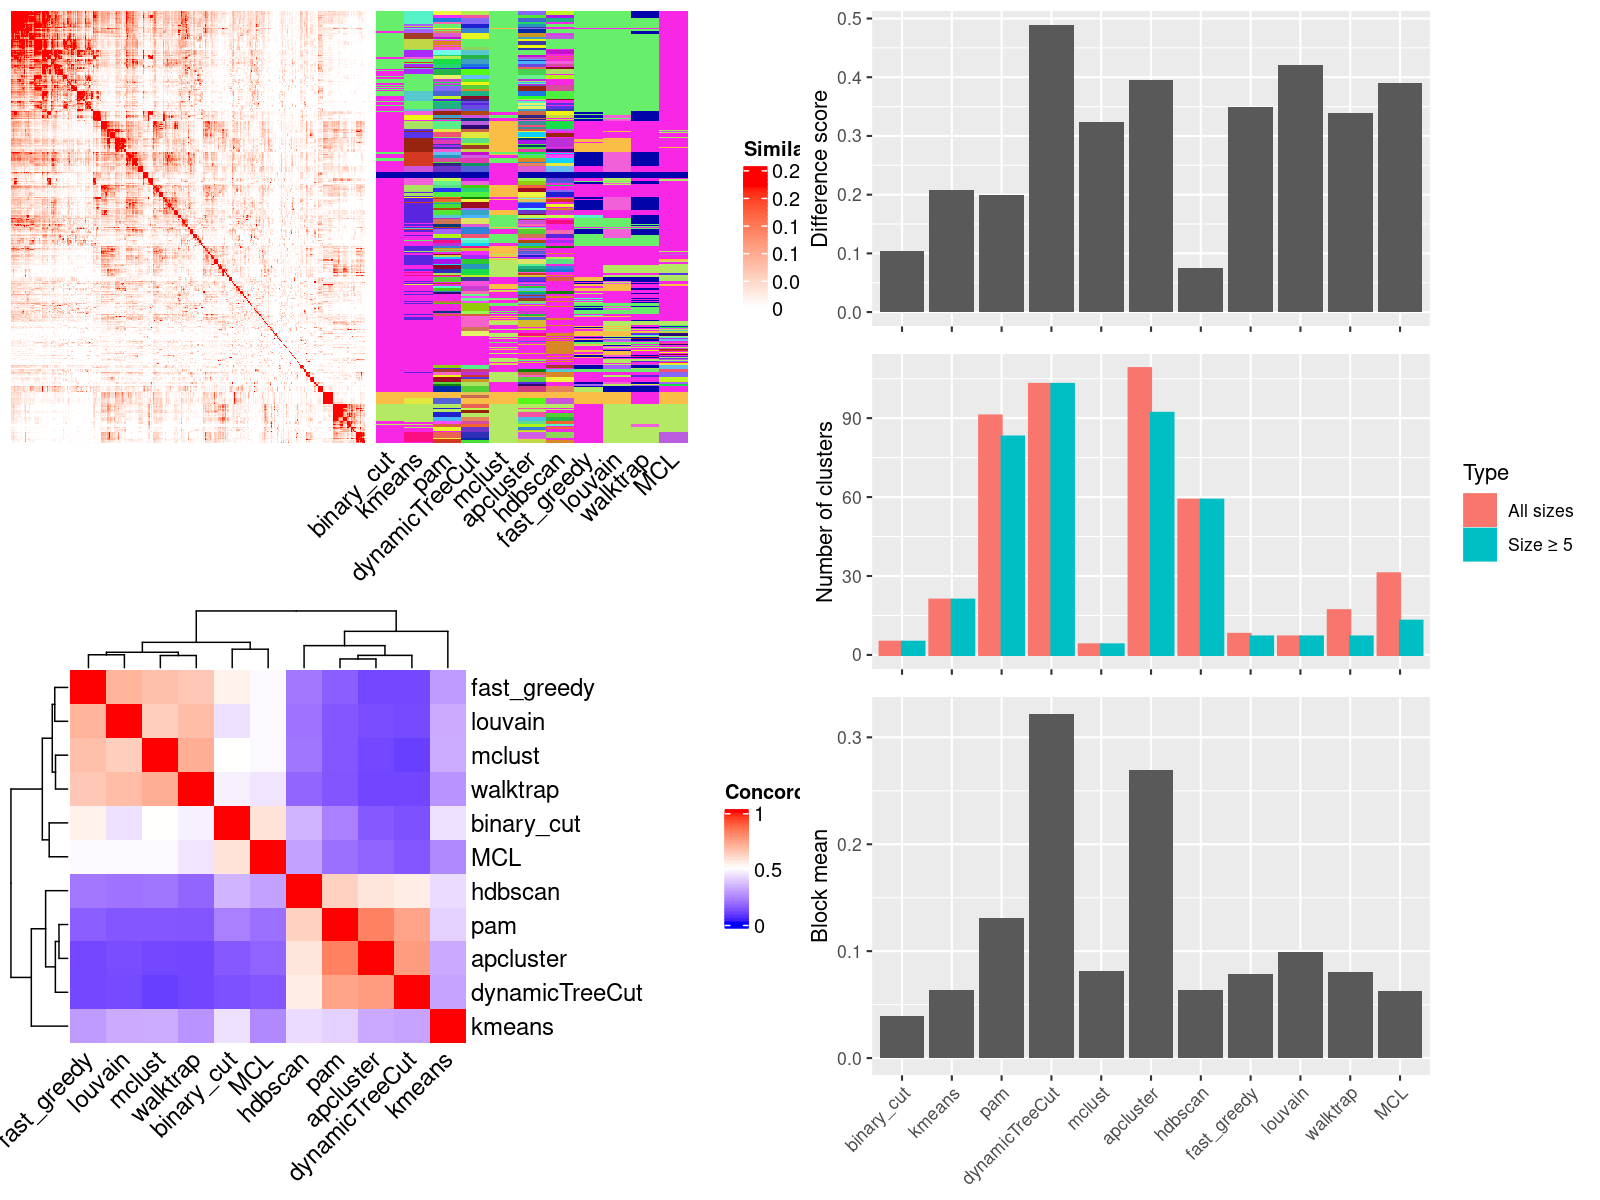 Simila
0.2
0.2
0.1
0.1
0.0
0
binary_cut
kmeans
pam
dynamicTreeCut
mclust
apcluster
hdbscan
fast_greedy
louvain
walktrap
MCL
fast_greedy
louvain
mclust
walktrap
binary_cut
MCL
hdbscan
pam
apcluster
dynamicTreeCut
kmeans
fast_greedy
louvain
mclust
walktrap
binary_cut
MCL
hdbscan
pam
apcluster
dynamicTreeCut
kmeans
Concord
1
0.5
0
Difference score
0.5
0.4
0.3
0.2
0.1
0.0
Number of clusters
90
60
30
0
Type
All sizes
Size ≥ 5
Block mean
0.3
0.2
0.1
0.0
binary_cut
kmeans
pam
dynamicTreeCut
mclust
apcluster
hdbscan
fast_greedy
louvain
walktrap
MCL